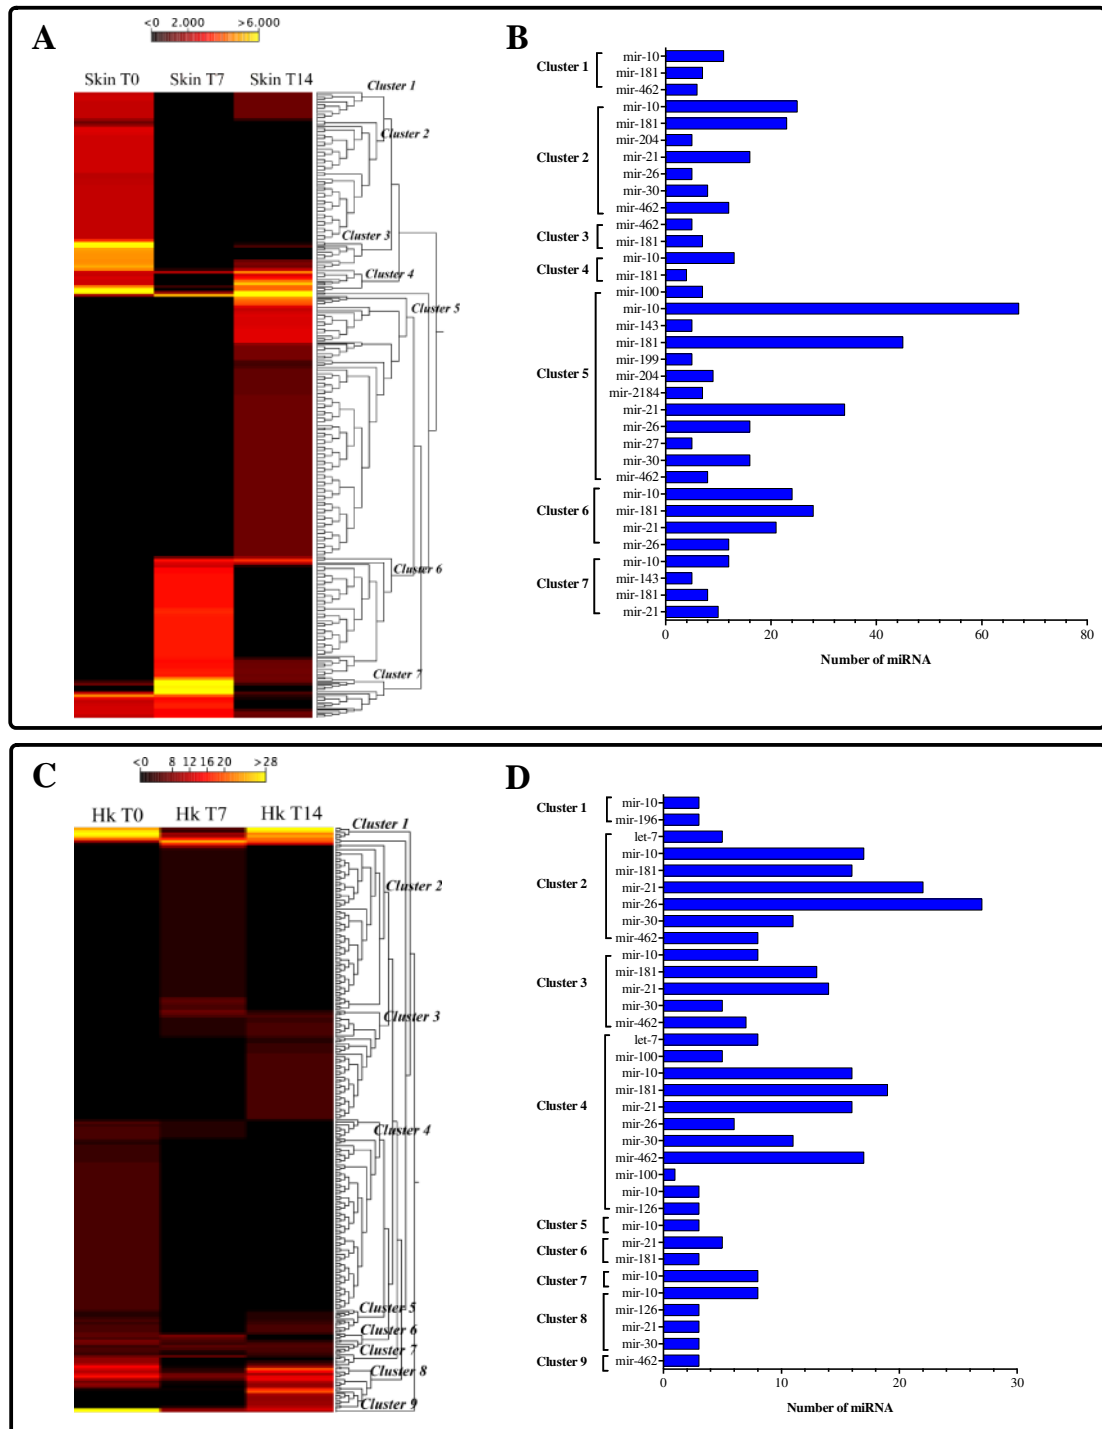 A
<0 2.000 >6.000
Skin T0 Skin T7 Skin T14
Cluster 1
Cluster 2
Cluster 3
Cluster 4
Cluster 5
Cluster 6
Cluster 7
B
Cluster 1
mir-10
mir-181
mir-462
Cluster 2
mir-10
mir-181
mir-204
mir-21
mir-26
mir-30
mir-462
Cluster 3
mir-462
mir-181
Cluster 4
mir-10
mir-181
Cluster 5
mir-100
mir-10
mir-143
mir-181
mir-199
mir-204
mir-2184
mir-21
mir-26
mir-27
mir-30
mir-462
Cluster 6
mir-10
mir-181
mir-21
mir-26
Cluster 7
mir-10
mir-143
mir-181
mir-21
0 20 40 60 80
Number of miRNA
C
<0 8 12 16 20 >28
Hk T0 Hk T7 Hk T14
Cluster 1
Cluster 2
Cluster 3
Cluster 4
Cluster 5
Cluster 6
Cluster 7
Cluster 8
Cluster 9
D
Cluster 1
mir-10
mir-196
Cluster 2
let-7
mir-10
mir-181
mir-21
mir-26
mir-30
mir-462
Cluster 3
mir-10
mir-181
mir-21
mir-30
mir-462
Cluster 4
let-7
mir-100
mir-10
mir-181
mir-21
mir-26
mir-30
mir-462
mir-100
mir-10
mir-126
Cluster 5
mir-10
Cluster 6
mir-21
mir-181
Cluster 7
mir-10
Cluster 8
mir-10
mir-126
mir-21
mir-30
Cluster 9
mir-462
0 10 20 30
Number of miRNA